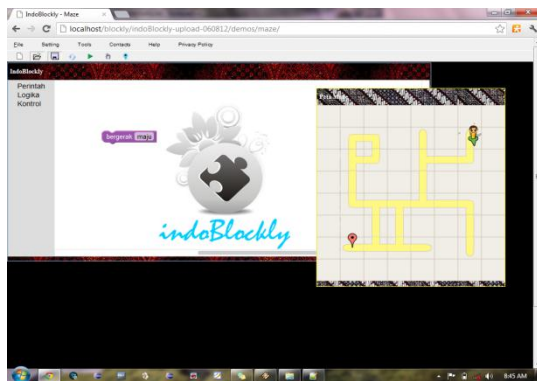 IndoBlockly - Maze
localhost/blockly/indoBlockly-upload-060812/demos/maze/
File Setting Tools Contacts Help Privacy Policy
IndoBlockly
Perintah
Logika
Kontrol
bergerak maju
indoBlockly
8:45 AM